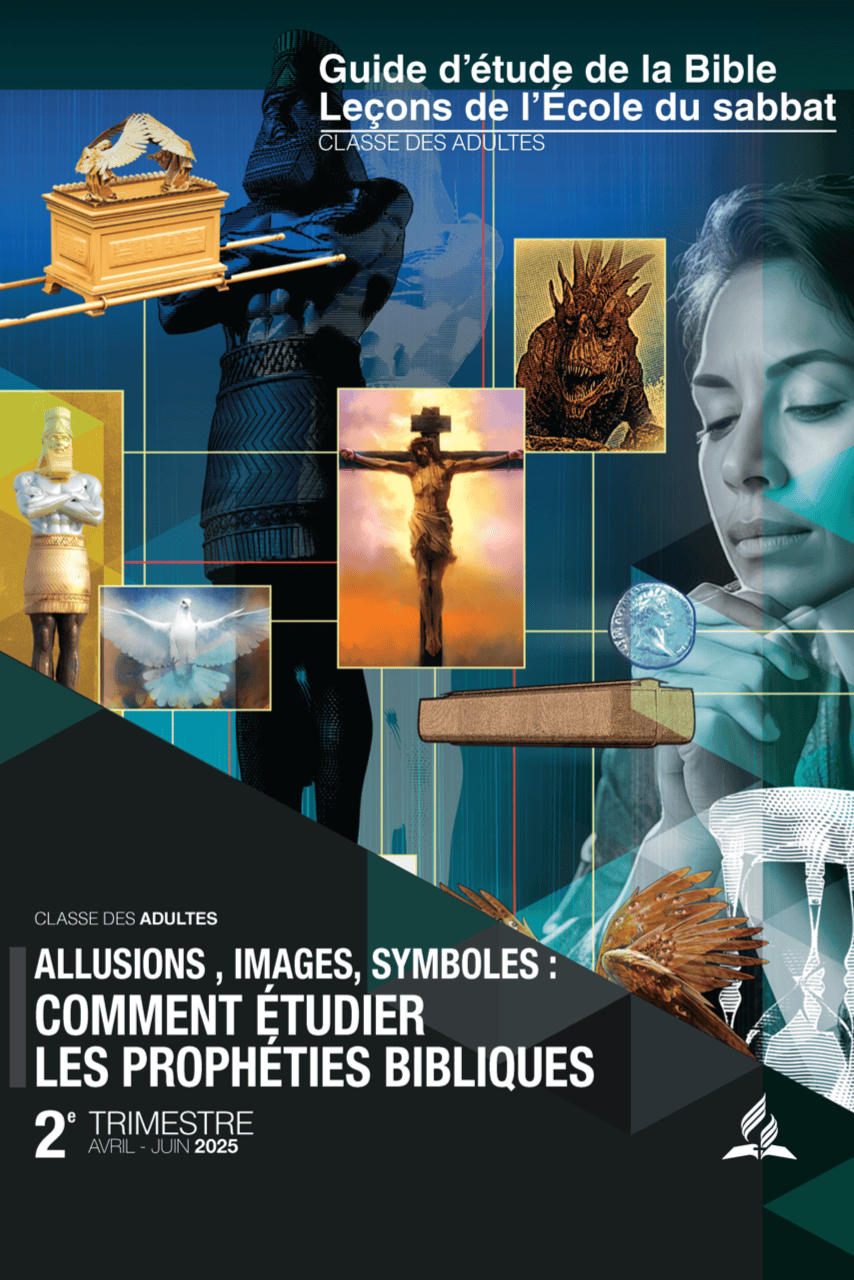 Guide d'étude de la Bible
Leçons de l'École du sabbat
CLASSE DES ADULTES
CLASSE DES ADULTES
ALLUSIONS , IMAGES, SYMBOLES :
COMMENT ÉTUDIER
LES PROPHÉTIES BIBLIQUES
2e TRIMESTRE
AVRIL - JUIN 2025